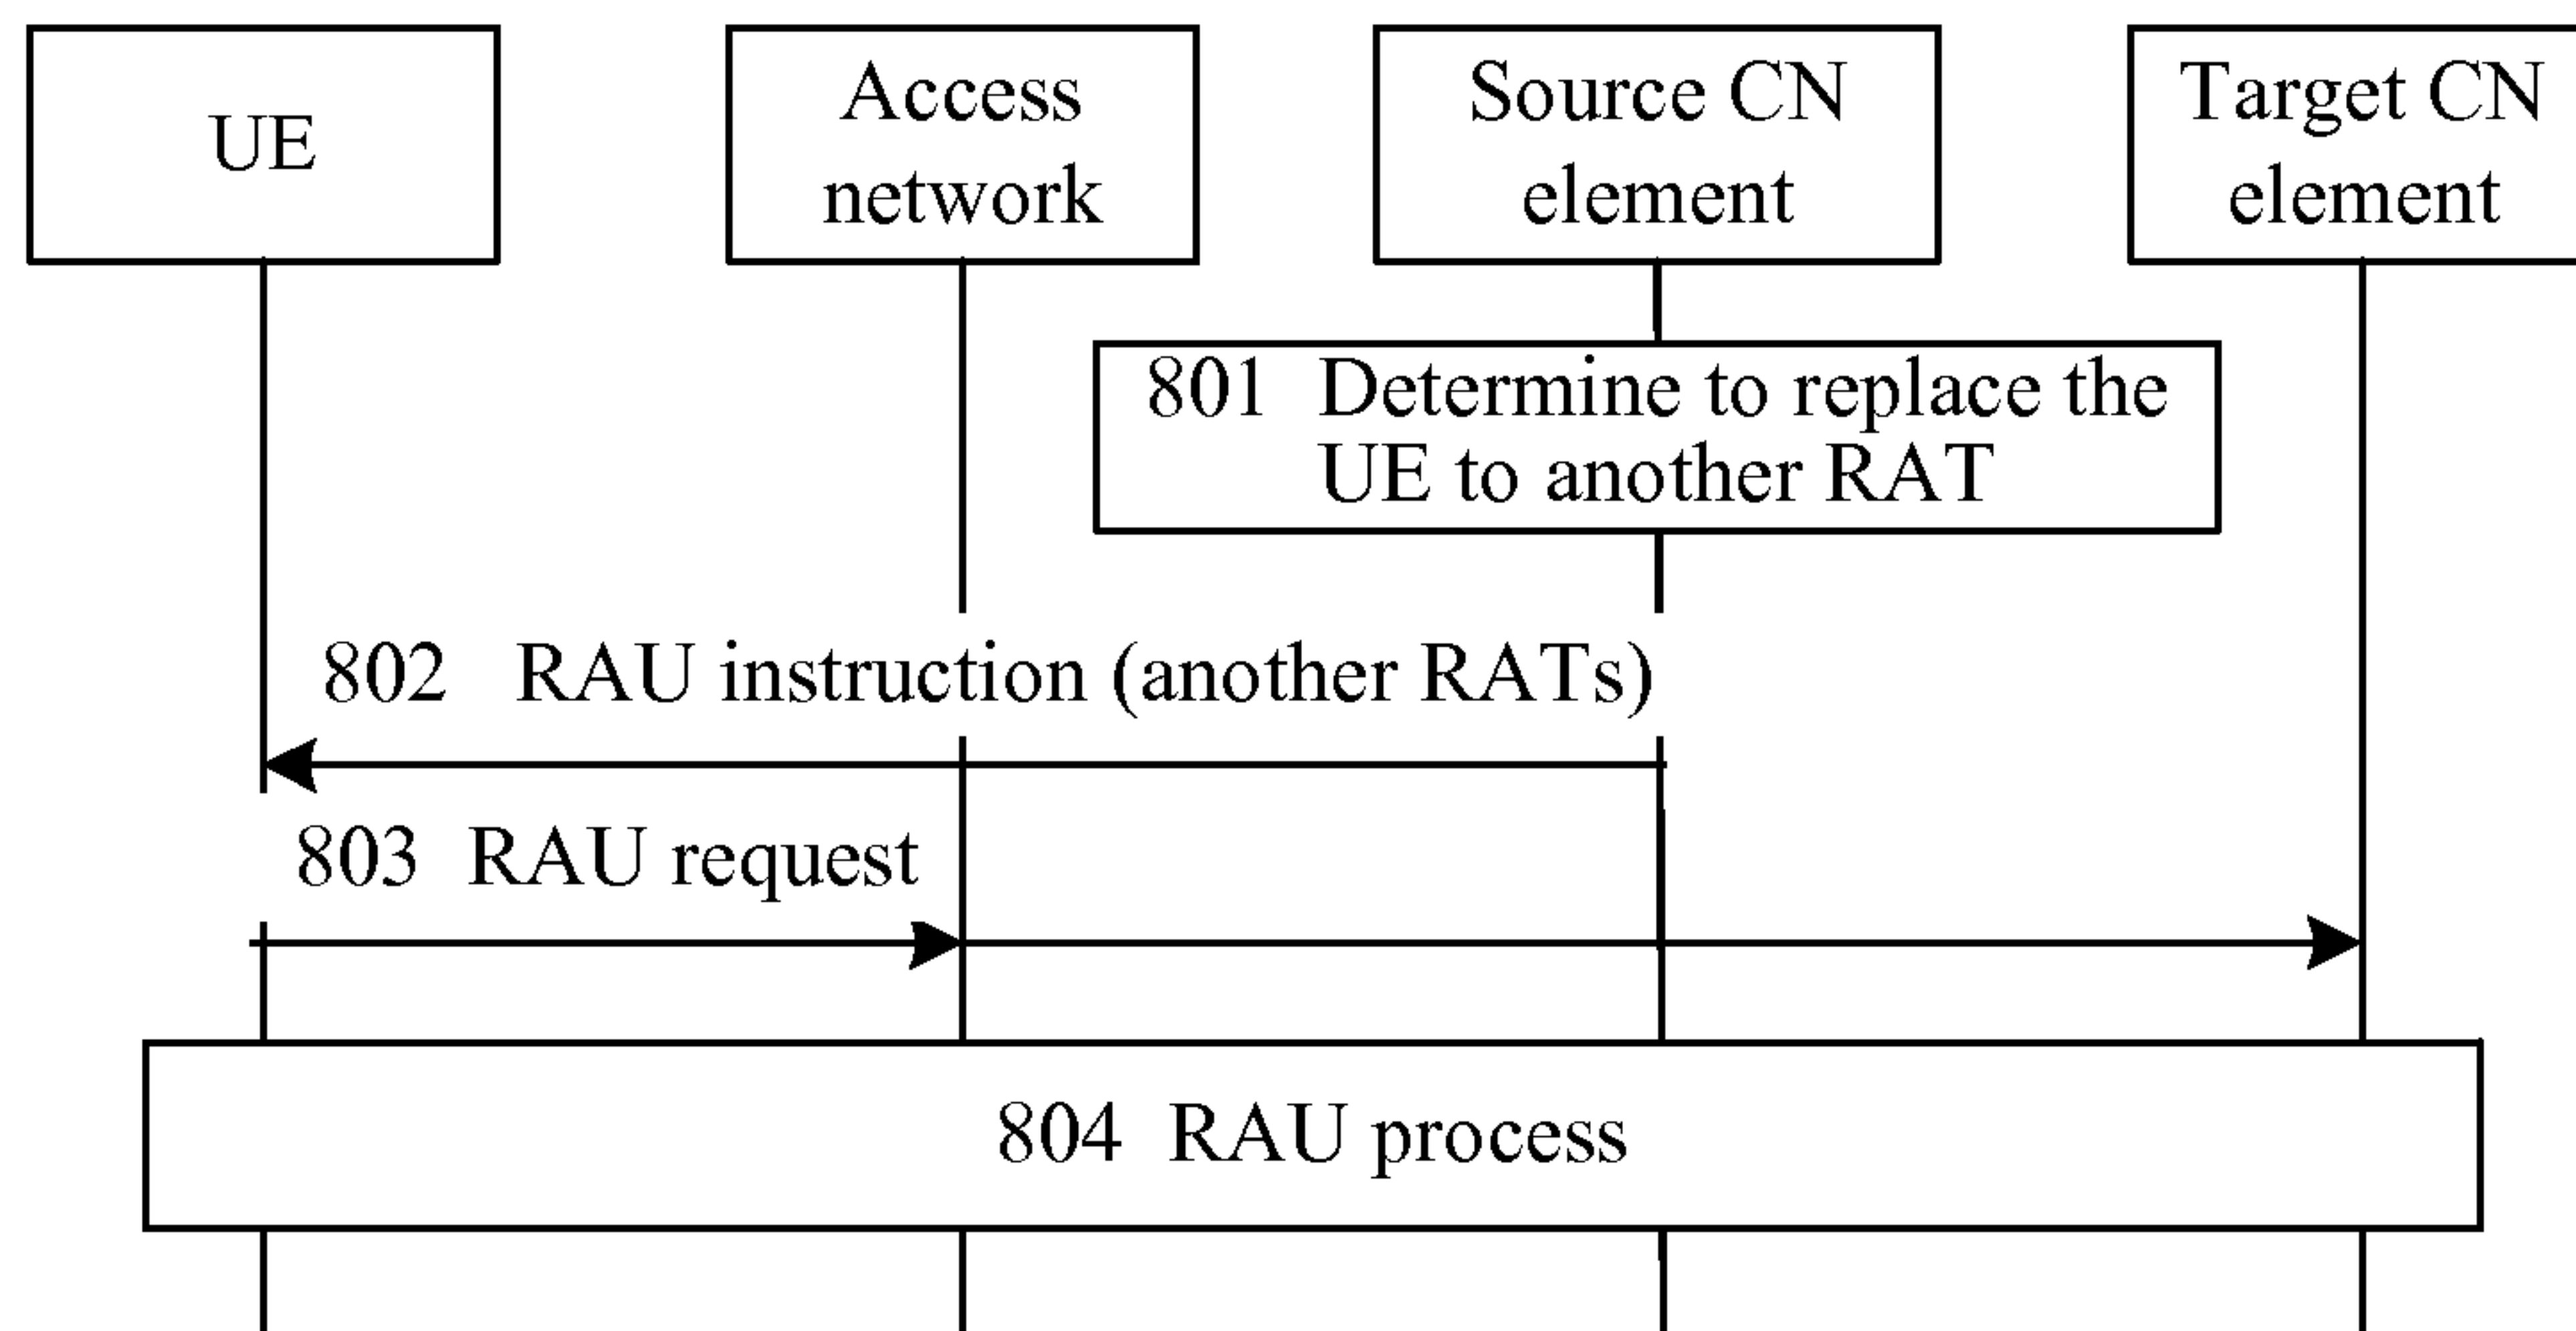 UE
Access
network
Source CN
element
Target CN
element
801 Determine to replace the
UE to another RAT
802 RAU instruction (another RATs)
803 RAU request
804 RAU process